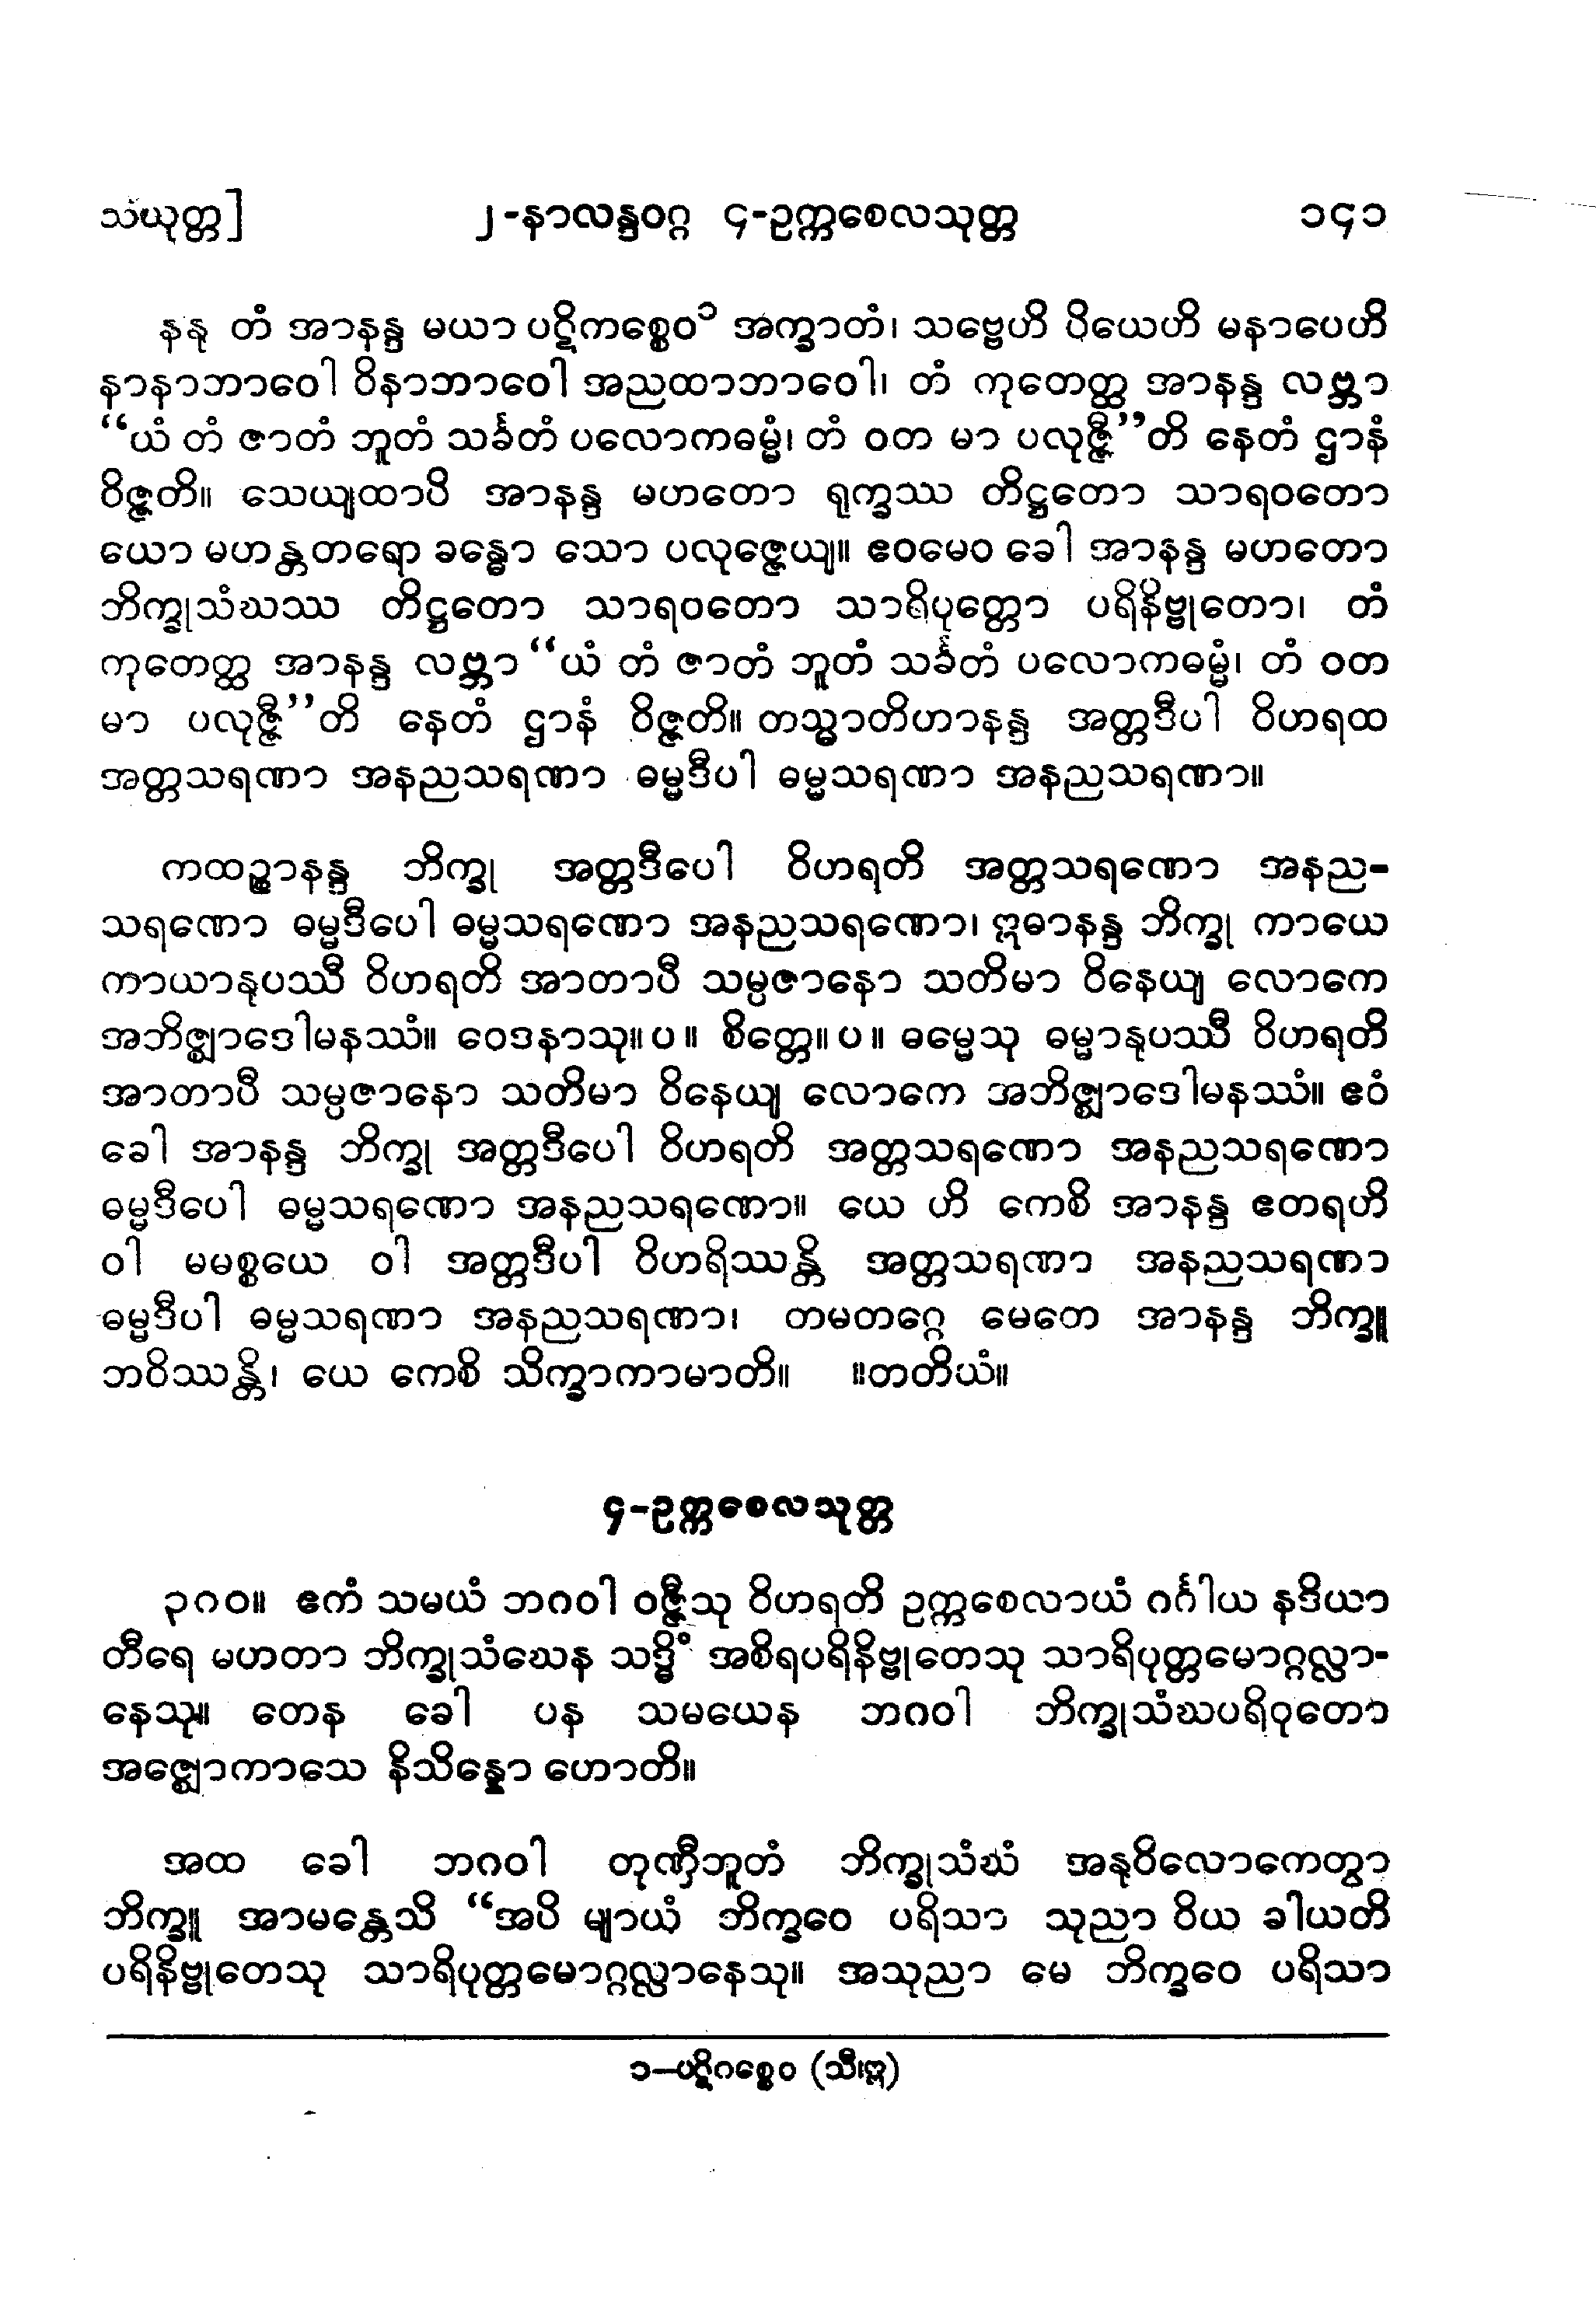 သံယုတ္တ] ၂-နာလန္ဒဝဂ္ဂ ၄-ဥက္ကစေလသုတ္တ ၁၄၁
နနု တံ အာနန္ဒ မယာ ပဋိကစ္စေဝ၁ အက္ခာတံ၊ သဗ္ဗေဟိ ပိယေဟိ မနာပေဟိ
နာနာဘာဝေါ ဝိနာဘာဝေါ အညထာဘာဝေါ၊ တံ ကုတေတ္ထ အာနန္ဒ လဗ္ဘာ
“ယံ တံ ဇာတံ ဘူတံ သင်္ခတံ ပလောကဓမ္မံ၊ တံ ဝတ မာ ပလုဇ္ဇီ”တိ နေတံ ဌာနံ
ဝိဇ္ဇတိ။ သေယျထာပိ အာနန္ဒ မဟတော ရုက္ခဿ တိဋ္ဌတော သာရဝတော
ယော မဟန္တတရော ခန္ဓော သော ပလုဇ္ဇေယျ။ ဧဝမေဝ ခေါ အာနန္ဒ မဟတော
ဘိက္ခုသံဃဿ တိဋ္ဌတော သာရဝတော သာရိပုတ္တော ပရိနိဗ္ဗုတော၊ တံ
ကုတေတ္ထ အာနန္ဒ လဗ္ဘာ “ယံ တံ ဇာတံ ဘူတံ သင်္ခတံ ပလောကဓမ္မံ၊ တံ ဝတ
မာ ပလုဇ္ဇီ”တိ နေတံ ဌာနံ ဝိဇ္ဇတိ။ တသ္မာတိဟာနန္ဒ အတ္တဒီပါ ဝိဟရထ
အတ္တသရဏာ အနညသရဏာ ဓမ္မဒီပါ ဓမ္မသရဏာ အနညသရဏာ။
ကထဉ္စာနန္ဒ ဘိက္ခု အတ္တဒီပေါ ဝိဟရတိ အတ္တသရဏော အနည-
သရဏော ဓမ္မဒီပေါ ဓမ္မသရဏော အနညသရဏော၊ ဣဓာနန္ဒ ဘိက္ခု ကာယေ
ကာယာနုပဿီ ဝိဟရတိ အာတာပီ သမ္ပဇာနော သတိမာ ဝိနေယျ လောကေ
အဘိဇ္ဈာဒေါမနဿံ။ ဝေဒနာသု။ ပ ။ စိတ္တေ။ ပ ။ ဓမ္မေသု ဓမ္မာနုပဿီ ဝိဟရတိ
အာတာပီ သမ္ပဇာနော သတိမာ ဝိနေယျ လောကေ အဘိဇ္ဈာဒေါမနဿံ။ ဧဝံ
ခေါ အာနန္ဒ ဘိက္ခု အတ္တဒီပေါ ဝိဟရတိ အတ္တသရဏော အနညသရဏော
ဓမ္မဒီပေါ ဓမ္မသရဏော အနညသရဏော။ ယေ ဟိ ကေစိ အာနန္ဒ ဧတရဟိ
ဝါ မမစ္စယေ ဝါ အတ္တဒီပါ ဝိဟရိဿန္တိ အတ္တသရဏာ အနညသရဏာ
ဓမ္မဒီပါ ဓမ္မသရဏာ အနညသရဏာ၊ တမတဂ္ဂေ မေတေ အာနန္ဒ ဘိက္ခူ
ဘဝိဿန္တိ၊ ယေ ကေစိ သိက္ခာကာမာတိ။ ။တတိယံ။
၄-ဥက္ကစေလသုတ္တ
၃၈၀။ ဧကံ သမယံ ဘဂဝါ ဝဇ္ဇီသု ဝိဟရတိ ဥက္ကစေလာယံ ဂင်္ဂါယ နဒိယာ
တီရေ မဟတာ ဘိက္ခုသံဃေန သဒ္ဓိံ အစိရပရိနိဗ္ဗုတေသု သာရိပုတ္တမောဂ္ဂလ္လာ-
နေသု။ တေန ခေါ ပန သမယေန ဘဂဝါ ဘိက္ခုသံဃပရိဝုတော
အဇ္ဈောကာသေ နိသိန္နော ဟောတိ။
အထ ခေါ ဘဂဝါ တုဏှီဘူတံ ဘိက္ခုသံဃံ အနုဝိလောကေတွာ
ဘိက္ခူ အာမန္တေသိ “အပိ မျာယံ ဘိက္ခဝေ ပရိသာ သုညာ ဝိယ ခါယတိ
ပရိနိဗ္ဗုတေသု သာရိပုတ္တမောဂ္ဂလ္လာနေသု။ အသုညာ မေ ဘိက္ခဝေ ပရိသာ
၁—ပဋိဂစ္စေဝ (သီ၊ဣ)